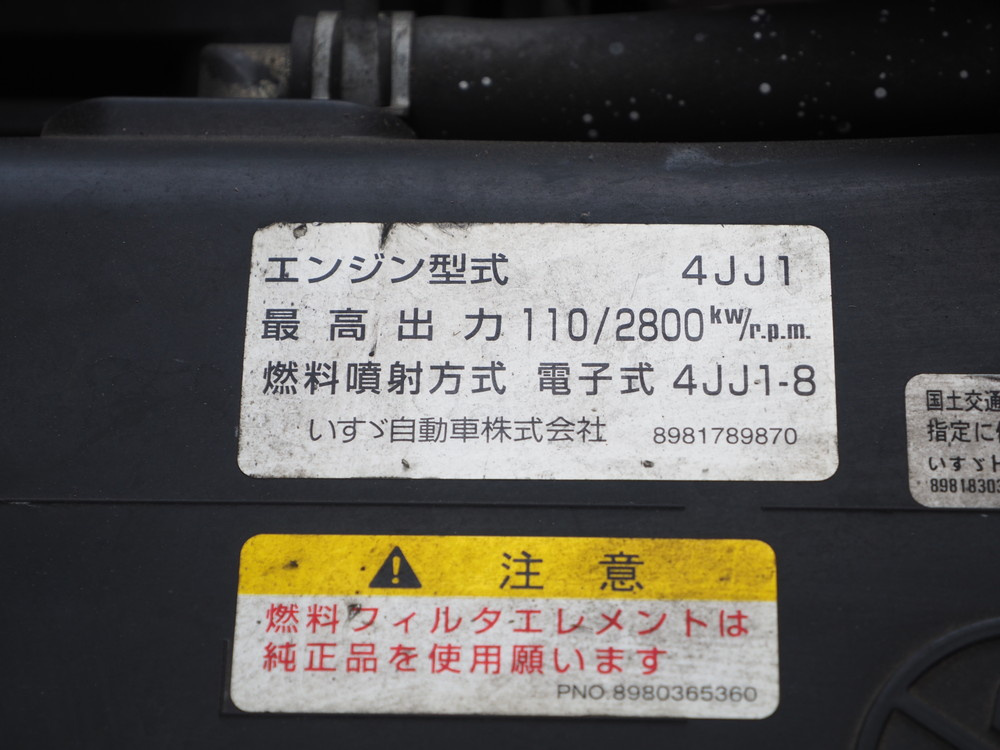 エンジン型式 4JJ1
最高出力 110/2800kW/r.p.m.
燃料噴射方式 電子式 4JJ1-8
いすゞ自動車株式会社 8981789870
国土交通
指定に
いすゞト
8981830
⚠ 注意
燃料フィルタエレメントは
純正品を使用願います
PNO.8980365360